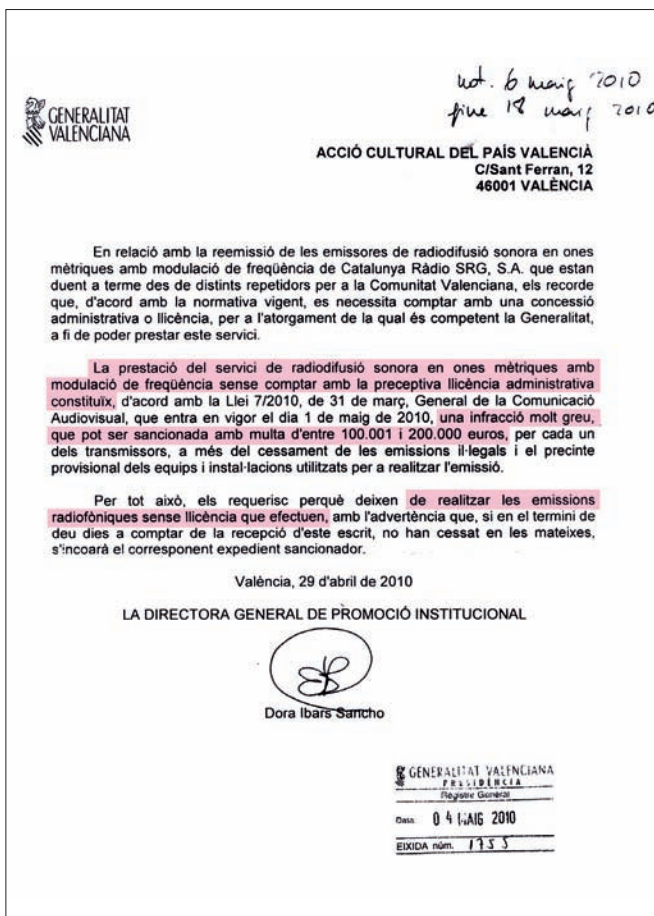 not. 6 maig 2010
fine 18 maig 2010
GENERALITAT
VALENCIANA
ACCIÓ CULTURAL DEL PAÍS VALENCIÀ
C/Sant Ferran, 12
46001 VALÈNCIA
En relació amb la reemissió de les emissores de radiodifusió sonora en ones
mètriques amb modulació de freqüència de Catalunya Ràdio SRG, S.A. que estan
duent a terme des de distints repetidors per a la Comunitat Valenciana, els recorde
que, d'acord amb la normativa vigent, es necessita comptar amb una concessió
administrativa o llicència, per a l'atorgament de la qual és competent la Generalitat,
a fi de poder prestar este servici.
La prestació del servici de radiodifusió sonora en ones mètriques amb
modulació de freqüència sense comptar amb la preceptiva llicència administrativa
constituïx, d'acord amb la Llei 7/2010, de 31 de març, General de la Comunicació
Audiovisual, que entra en vigor el dia 1 de maig de 2010, una infracció molt greu,
que pot ser sancionada amb multa d'entre 100.001 i 200.000 euros, per cada un
dels transmissors, a més del cessament de les emissions il·legals i el precinte
provisional dels equips i instal·lacions utilitzats per a realitzar l'emissió.
Per tot això, els requerisc perquè deixen de realitzar les emissions
radiofòniques sense llicència que efectuen, amb l'advertència que, si en el termini de
deu dies a comptar de la recepció d'este escrit, no han cessat en les mateixes,
s'incoarà el corresponent expedient sancionador.
València, 29 d'abril de 2010
LA DIRECTORA GENERAL DE PROMOCIÓ INSTITUCIONAL
Dora Ibars Sancho
GENERALITAT VALENCIANA
PRESIDÈNCIA
Registre General
Data 04 MAIG 2010
EIXIDA núm. 1755